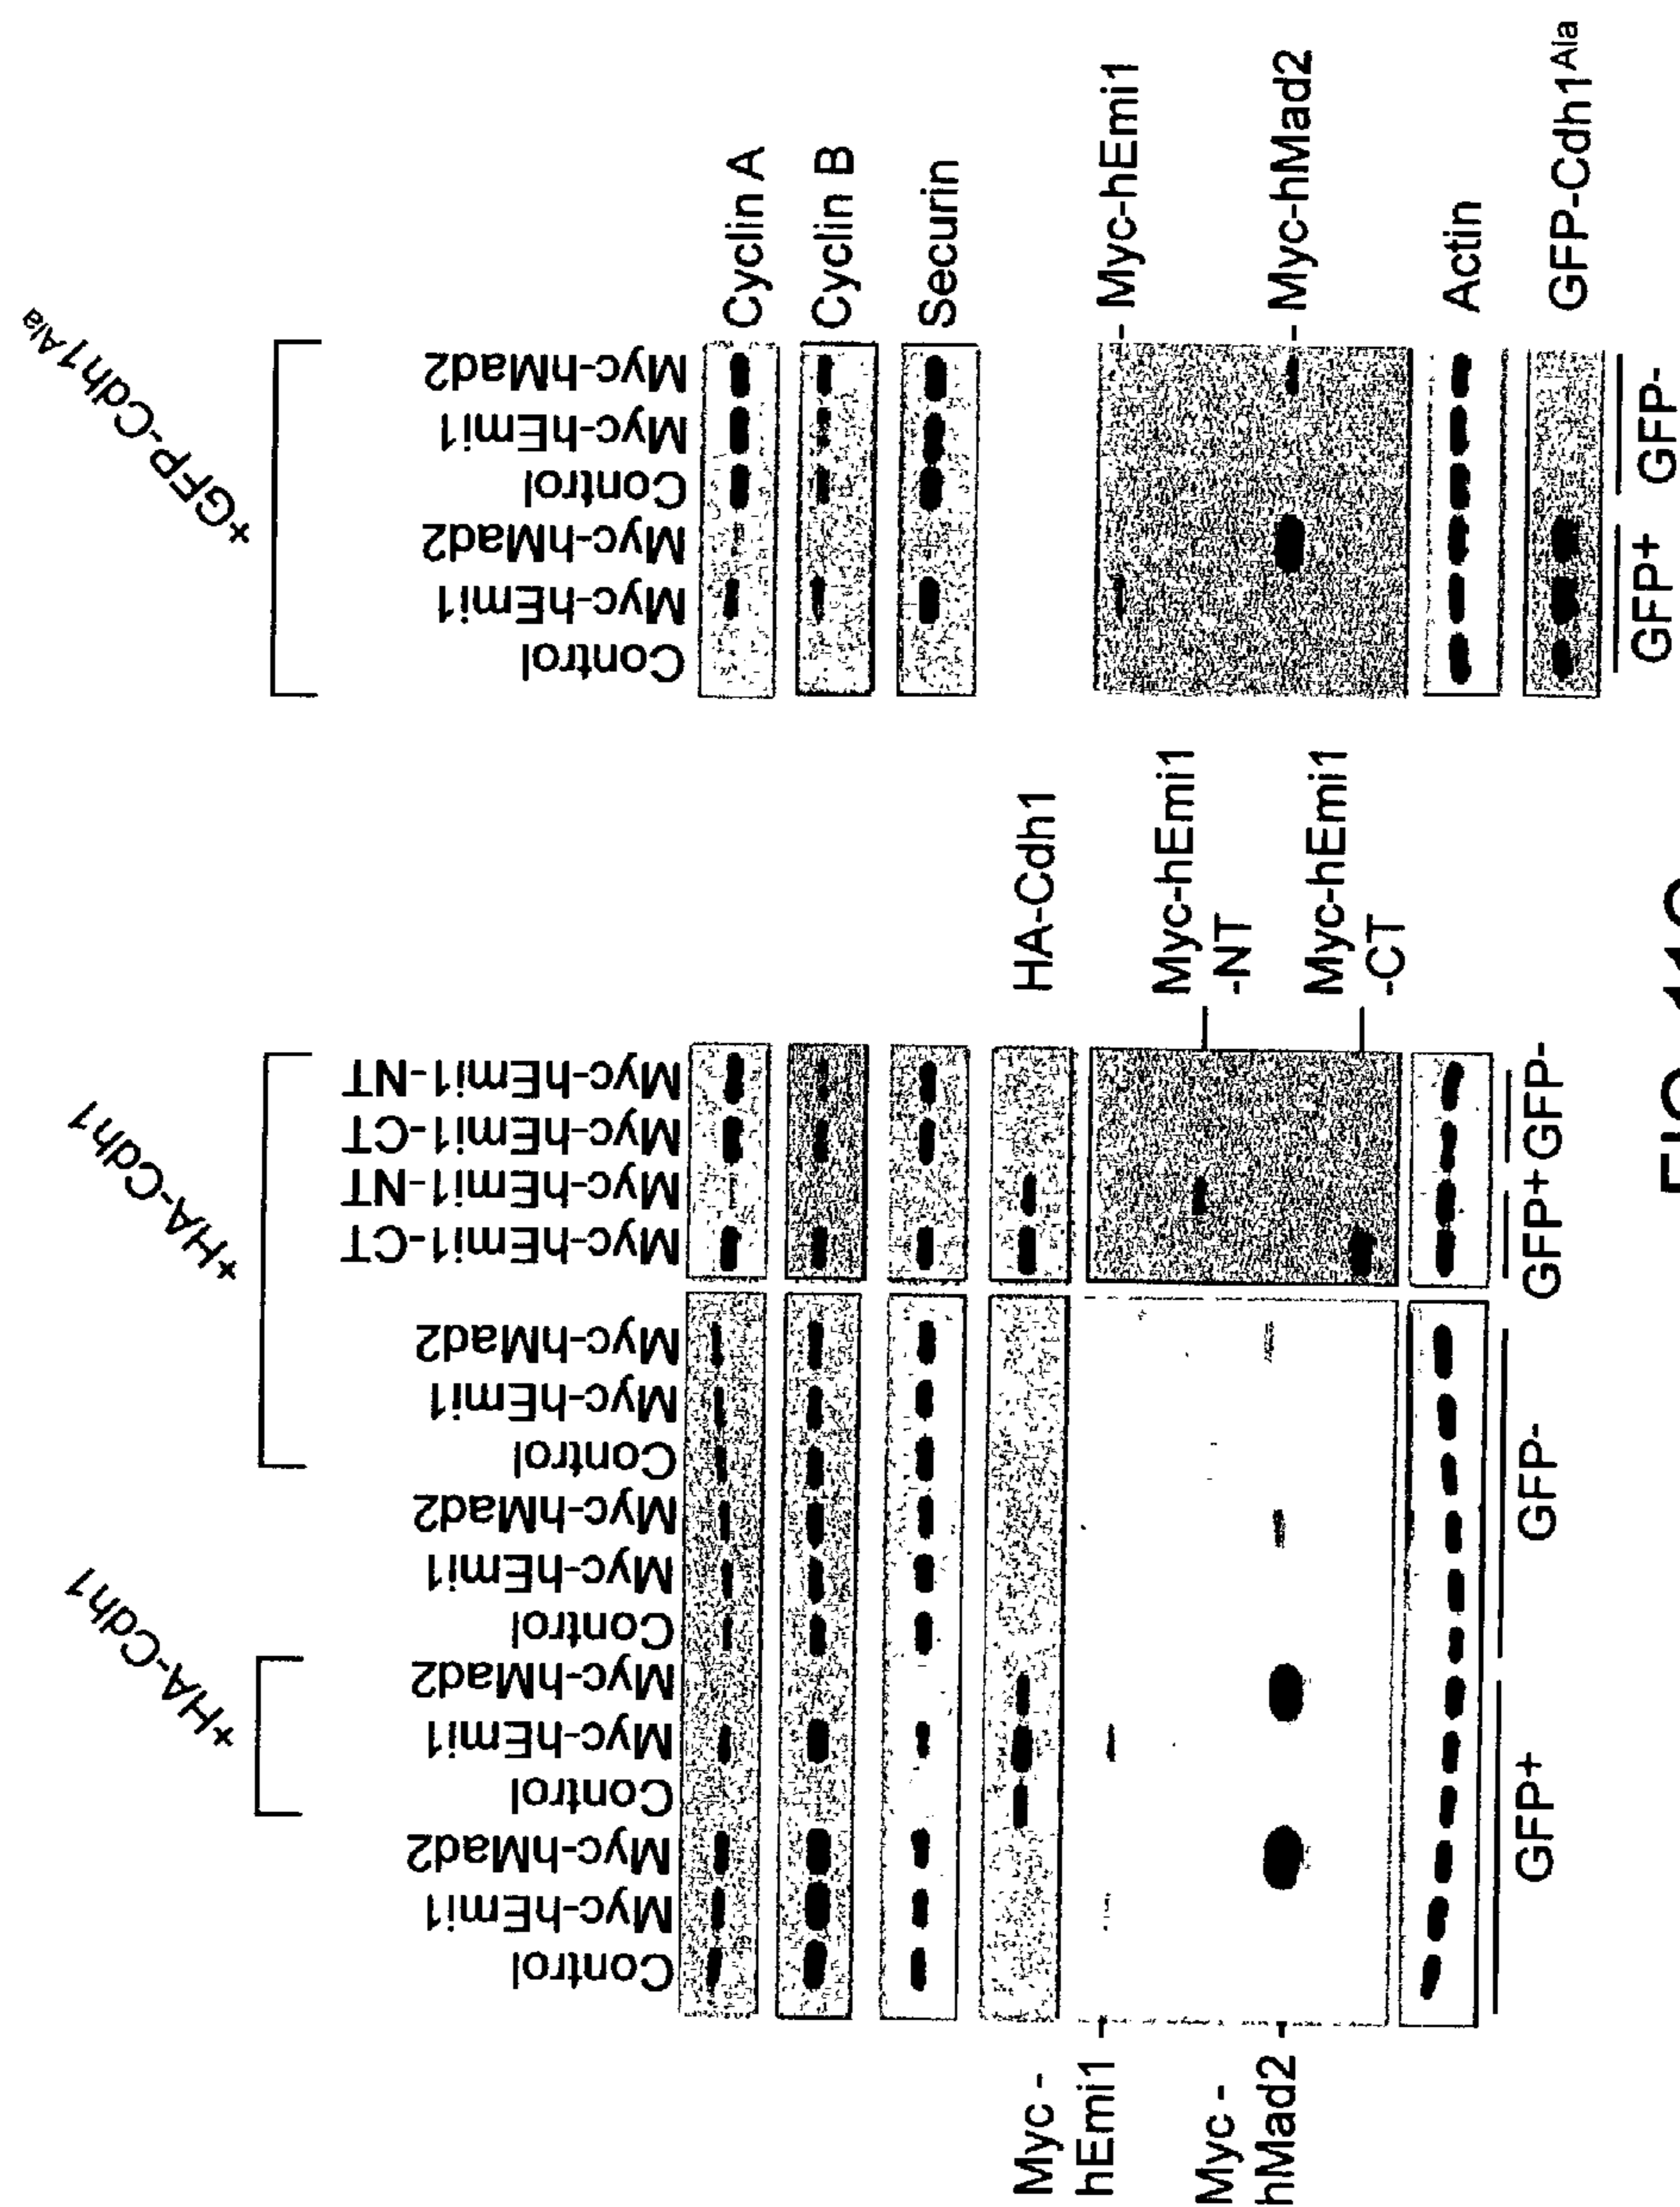 +HA-Cdh1
+HA-Cdh1
+GFP-Cdh1Ala
Control
Myc-hEmi1
Myc-hMad2
Control
Myc-hEmi1
Myc-hMad2
Control
Myc-hEmi1
Myc-hMad2
Control
Myc-hEmi1
Myc-hMad2
Myc-hEmi1-CT
Myc-hEmi1-NT
Myc-hEmi1-CT
Myc-hEmi1-NT
Control
Myc-hEmi1
Myc-hMad2
Control
Myc-hEmi1
Myc-hMad2
Cyclin A
Cyclin B
Securin
HA-Cdh1
Myc -
hEmi1
Myc-hEmi1
-NT
- Myc-hEmi1
Myc -
hMad2
Myc-hEmi1
-CT
- Myc-hMad2
Actin
GFP-Cdh1Ala
GFP+
GFP-
GFP+
GFP-
GFP+
GFP-